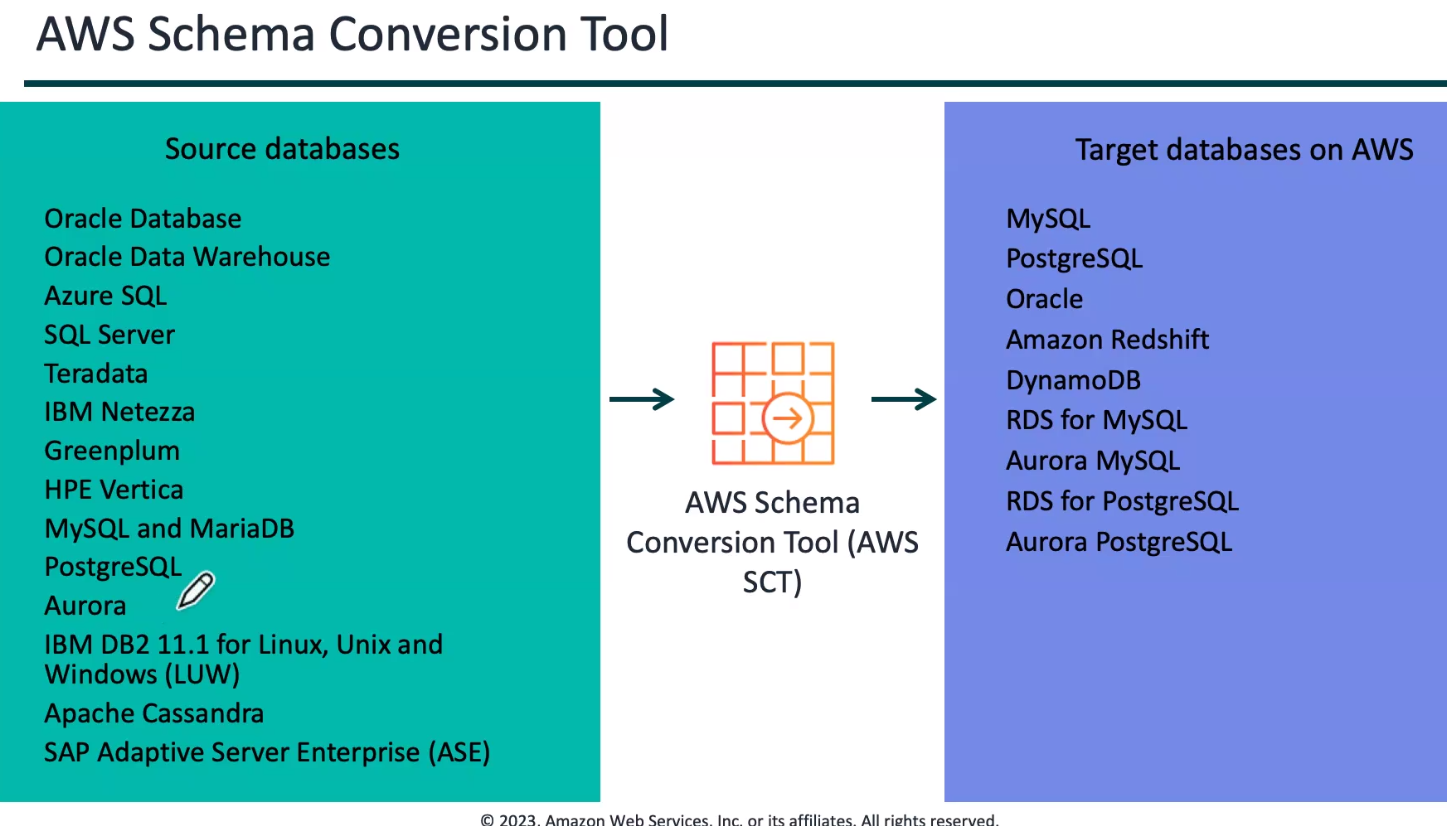 AWS Schema Conversion Tool
Source databases
Oracle Database
Oracle Data Warehouse
Azure SQL
SQL Server
Teradata
IBM Netezza
Greenplum
HPE Vertica
MySQL and MariaDB
PostgreSQL
Aurora
IBM DB2 11.1 for Linux, Unix and
Windows (LUW)
Apache Cassandra
SAP Adaptive Server Enterprise (ASE)
AWS Schema
Conversion Tool (AWS
SCT)
Target databases on AWS
MySQL
PostgreSQL
Oracle
Amazon Redshift
DynamoDB
RDS for MySQL
Aurora MySQL
RDS for PostgreSQL
Aurora PostgreSQL
© 2023, Amazon Web Services, Inc. or its affiliates. All rights reserved.